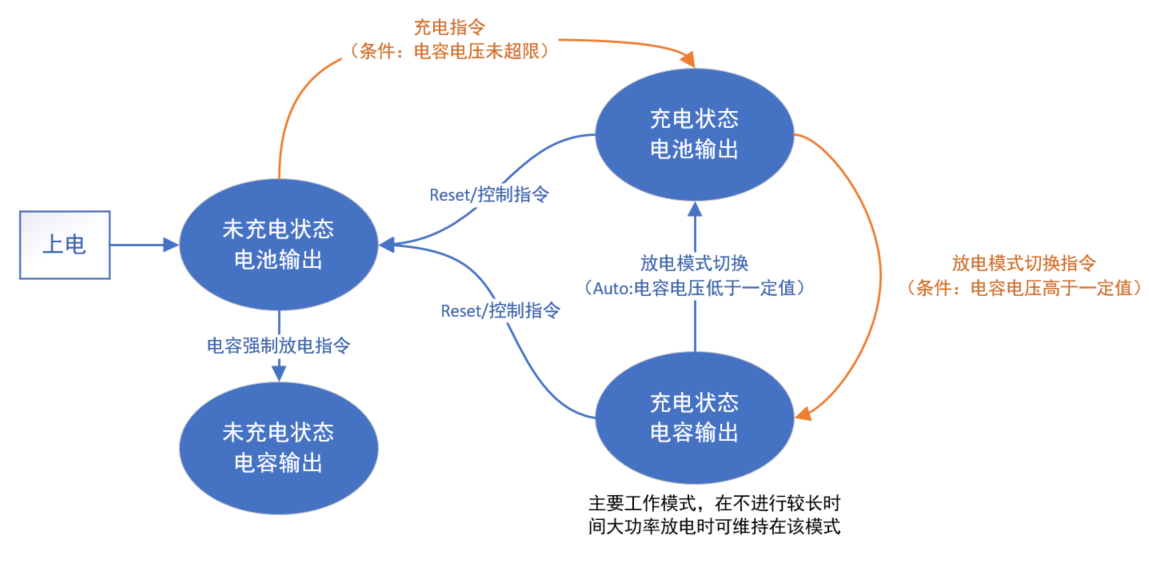 充电指令
（条件：电容电压未超限）
充电状态
电池输出
Reset/控制指令
上电
未充电状态
电池输出
放电模式切换
（Auto:电容电压低于一定值）
放电模式切换指令
（条件：电容电压高于一定值）
Reset/控制指令
电容强制放电指令
充电状态
电容输出
未充电状态
电容输出
主要工作模式，在不进行较长时
间大功率放电时可维持在该模式